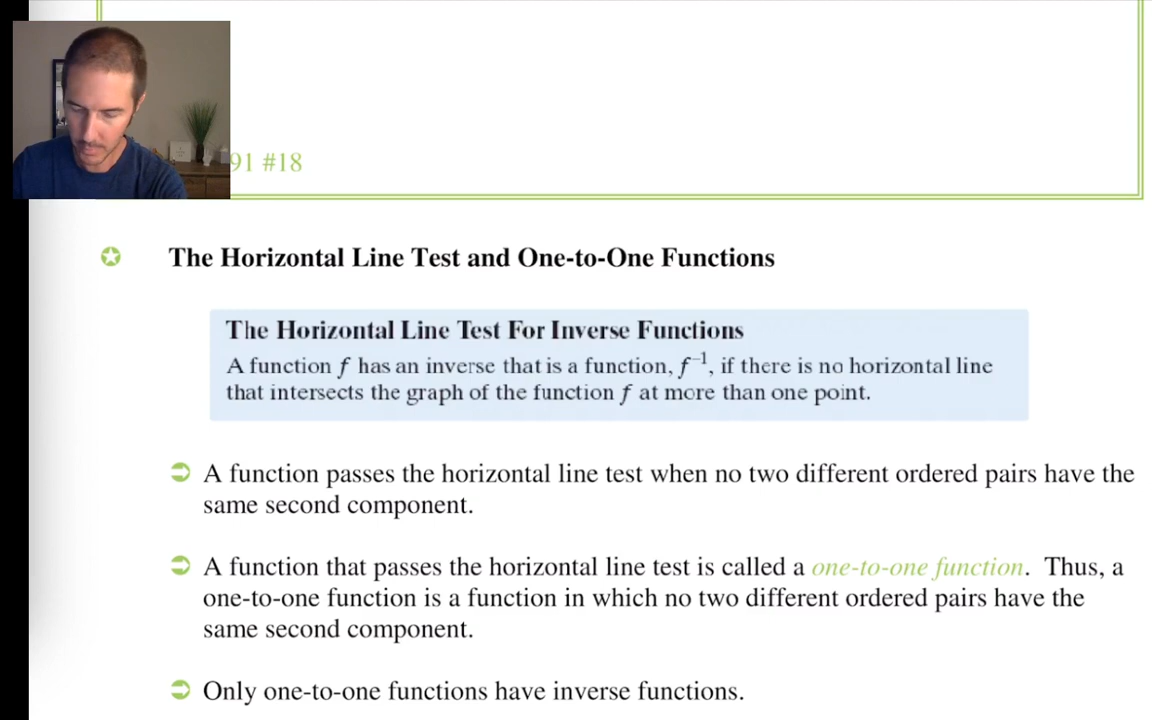 91 #18
The Horizontal Line Test and One-to-One Functions
The Horizontal Line Test For Inverse Functions
A function f has an inverse that is a function, f⁻¹, if there is no horizontal line
that intersects the graph of the function f at more than one point.
A function passes the horizontal line test when no two different ordered pairs have the
same second component.
A function that passes the horizontal line test is called a one-to-one function. Thus, a
one-to-one function is a function in which no two different ordered pairs have the
same second component.
Only one-to-one functions have inverse functions.